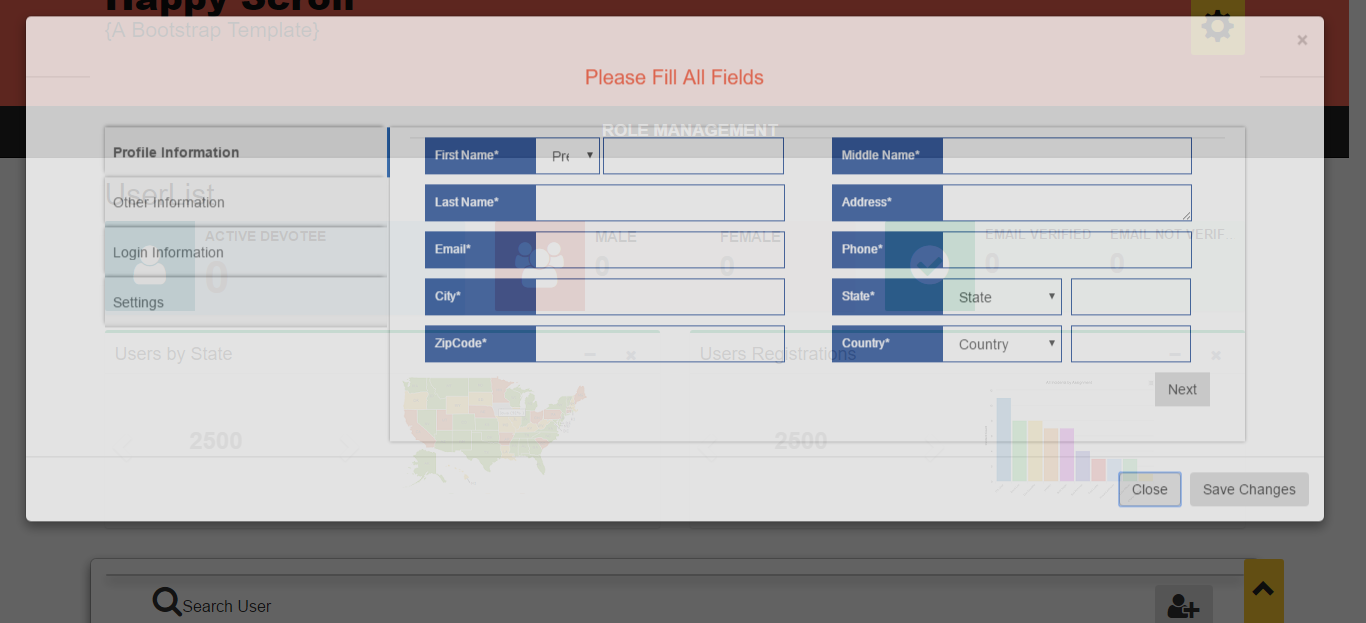 Happy Scroll
{A Bootstrap Template}
×
Please Fill All Fields
ROLE MANAGEMENT
Profile Information
Other Information
Login Information
Settings
First Name*
Pre
Middle Name*
Last Name*
Address*
Email*
Phone*
City*
State*
State
ZipCode*
Country*
Country
Next
UserList
ACTIVE DEVOTEE
0
MALE
0
FEMALE
0
EMAIL VERIFIED
0
EMAIL NOT VERIF...
0
Users by State
Users Registrations
2500
2500
Close
Save Changes
Search User